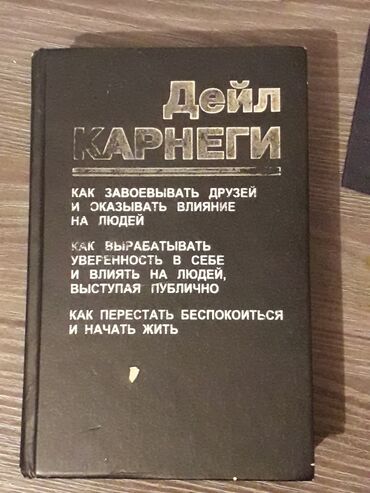 Дейл
КАРНЕГИ
КАК ЗАВОЕВЫВАТЬ ДРУЗЕЙ
И ОКАЗЫВАТЬ ВЛИЯНИЕ
НА ЛЮДЕЙ
КАК ВЫРАБАТЫВАТЬ
УВЕРЕННОСТЬ В СЕБЕ
И ВЛИЯТЬ НА ЛЮДЕЙ,
ВЫСТУПАЯ ПУБЛИЧНО
КАК ПЕРЕСТАТЬ БЕСПОКОИТЬСЯ
И НАЧАТЬ ЖИТЬ